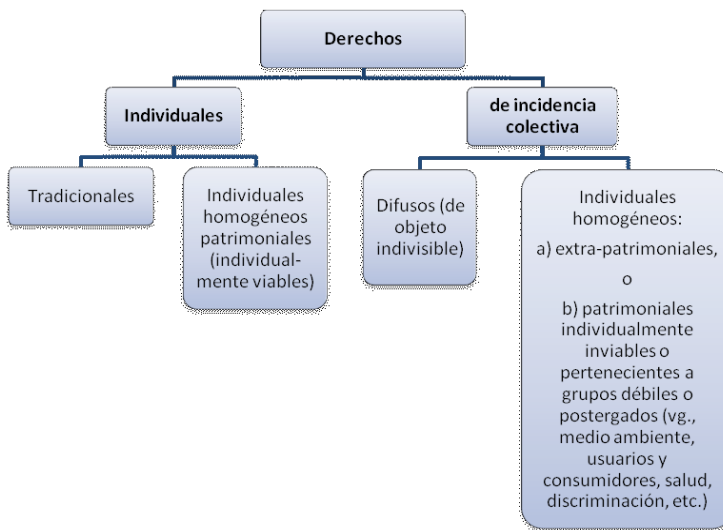 Derechos
Individuales
de incidencia
colectiva
Tradicionales
Individuales
homogéneos
patrimoniales
(individual-
mente viables)
Difusos (de
objeto
indivisible)
Individuales
homogéneos:
a) extra-patrimoniales,
o
b) patrimoniales
individualmente
inviables o
pertenecientes a
grupos débiles o
postergados (vg.,
medio ambiente,
usuarios y
consumidores, salud,
discriminación, etc.)